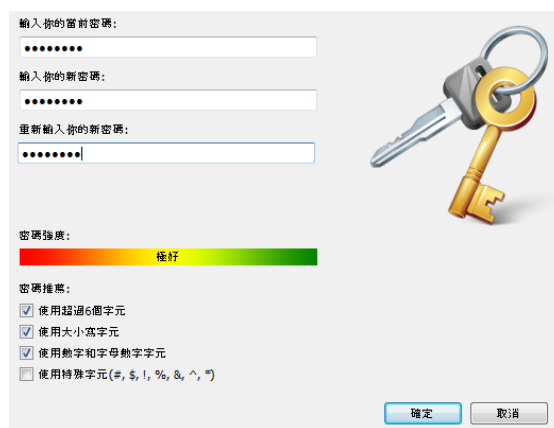 輸入你的當前密碼:
●●●●●●●●
輸入你的新密碼:
●●●●●●●●
重新輸入你的新密碼:
●●●●●●●●
密碼強度:
極好
密碼推薦:
使用超過6個字元
使用大小寫字元
使用數字和字母數字字元
使用特殊字元(#, $, !, %, &, ^, *)
確定
取消